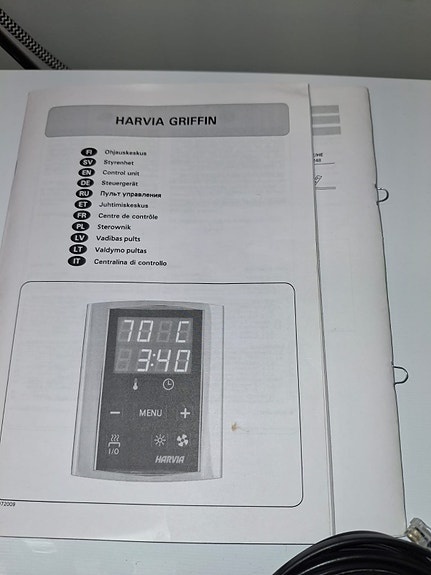 HARVIA GRIFFIN
FI Ohjauskeskus
SV Styrenhet
EN Control unit
DE Steuergerät
RU Пульт управления
ET Juhtimiskeskus
FR Centre de contrôle
PL Sterownik
LV Vadības pults
LT Valdymo pultas
IT Centralina di controllo
70 C
3:40
- MENU +
I/O
HARVIA